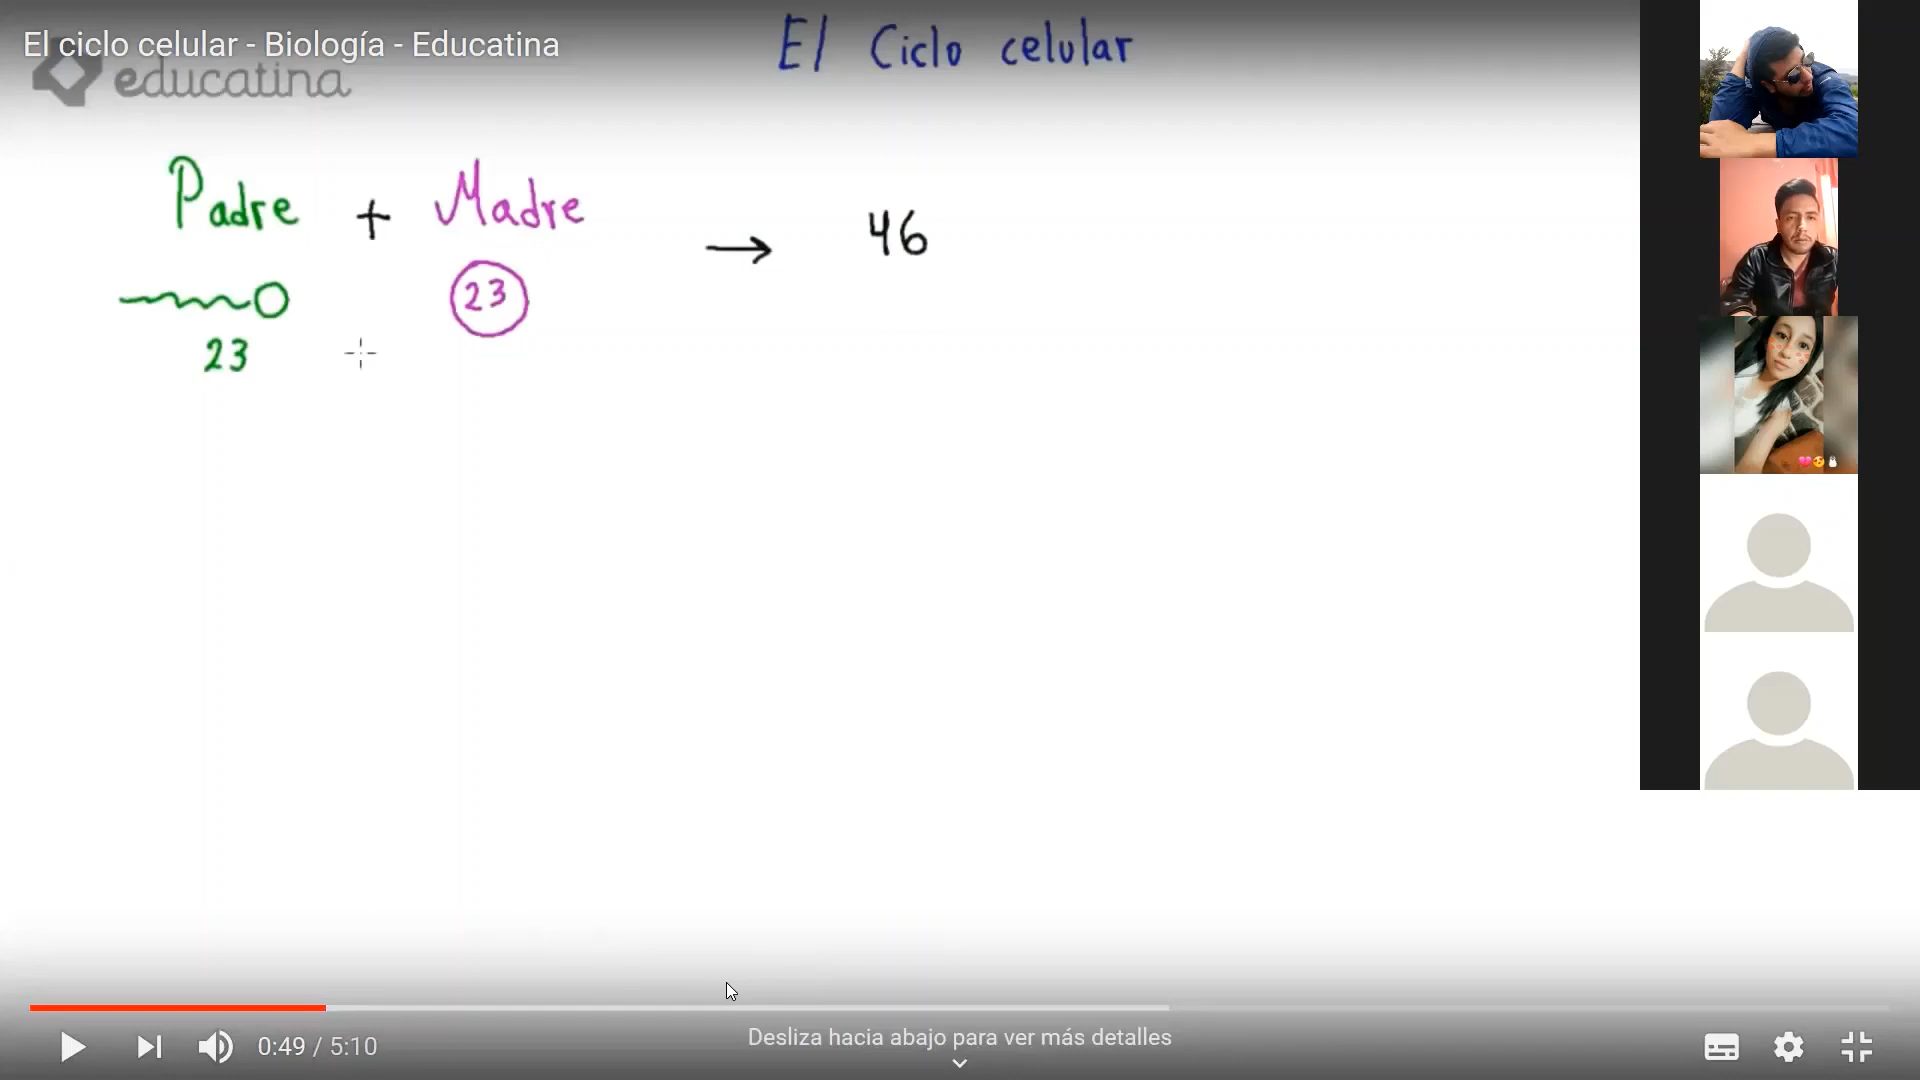 El ciclo celular - Biología - Educatina
educatina
El Ciclo celular
Padre + Madre
→ 46
23
23
0:49 / 5:10
Desliza hacia abajo para ver más detalles